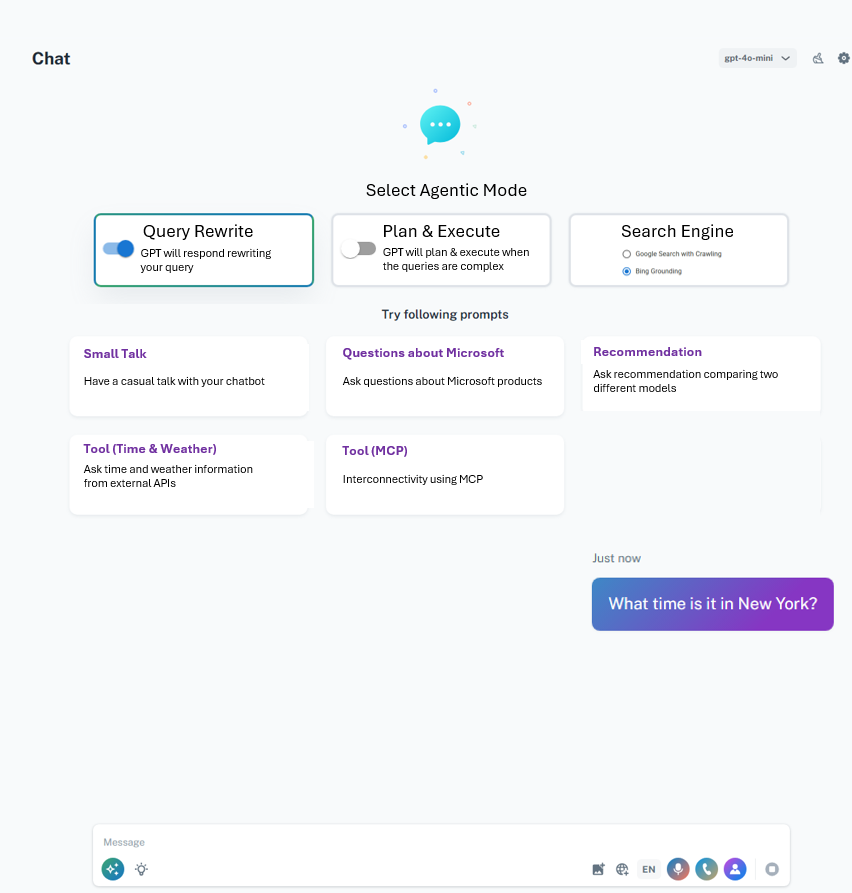 Chat
gpt-4o-mini
Select Agentic Mode
Query Rewrite
GPT will respond rewriting
your query
Plan & Execute
GPT will plan & execute when
the queries are complex
Search Engine
Google Search with Crawling
Bing Grounding
Try following prompts
Small Talk
Have a casual talk with your chatbot
Questions about Microsoft
Ask questions about Microsoft products
Recommendation
Ask recommendation comparing two
different models
Tool (Time & Weather)
Ask time and weather information
from external APIs
Tool (MCP)
Interconnectivity using MCP
Just now
What time is it in New York?
Message
EN